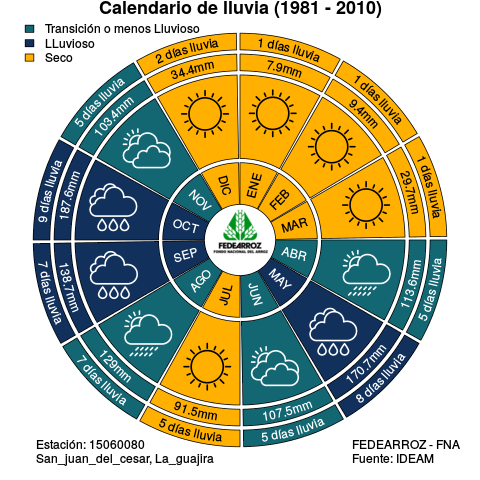 Calendario de lluvia (1981 - 2010)
Transición o menos Lluvioso
LLuvioso
Seco
1 días lluvia
7.9mm
ENE
1 días lluvia
9.4mm
FEB
1 días lluvia
29.7mm
MAR
5 días lluvia
113.6mm
ABR
8 días lluvia
170.7mm
MAY
5 días lluvia
107.5mm
JUN
5 días lluvia
91.5mm
JUL
7 días lluvia
129mm
AGO
7 días lluvia
138.7mm
SEP
9 días lluvia
187.6mm
OCT
5 días lluvia
103.4mm
NOV
2 días lluvia
34.4mm
DIC
FEDEARROZ
FONDO NACIONAL DEL ARROZ
Estación: 15060080
San_juan_del_cesar, La_guajira
FEDEARROZ - FNA
Fuente: IDEAM